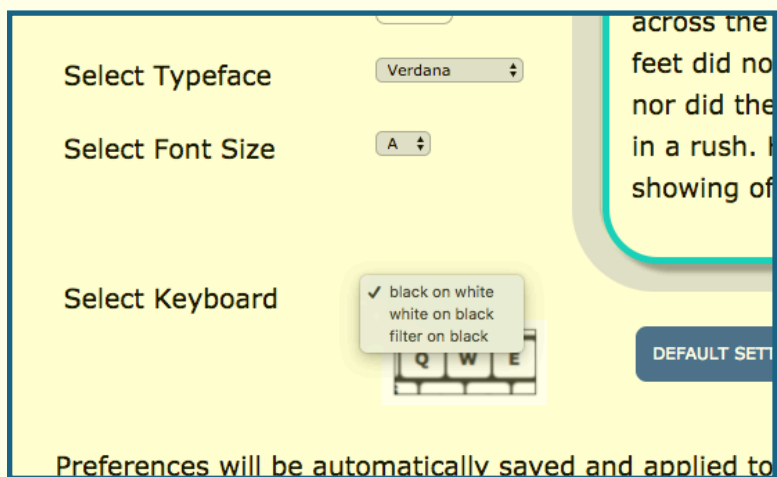 Select Typeface
Verdana
Select Font Size
A
Select Keyboard
✓ black on white
white on black
filter on black
Q W E
across the
feet did no
nor did the
in a rush.
showing of
DEFAULT SETT
Preferences will be automatically saved and applied to